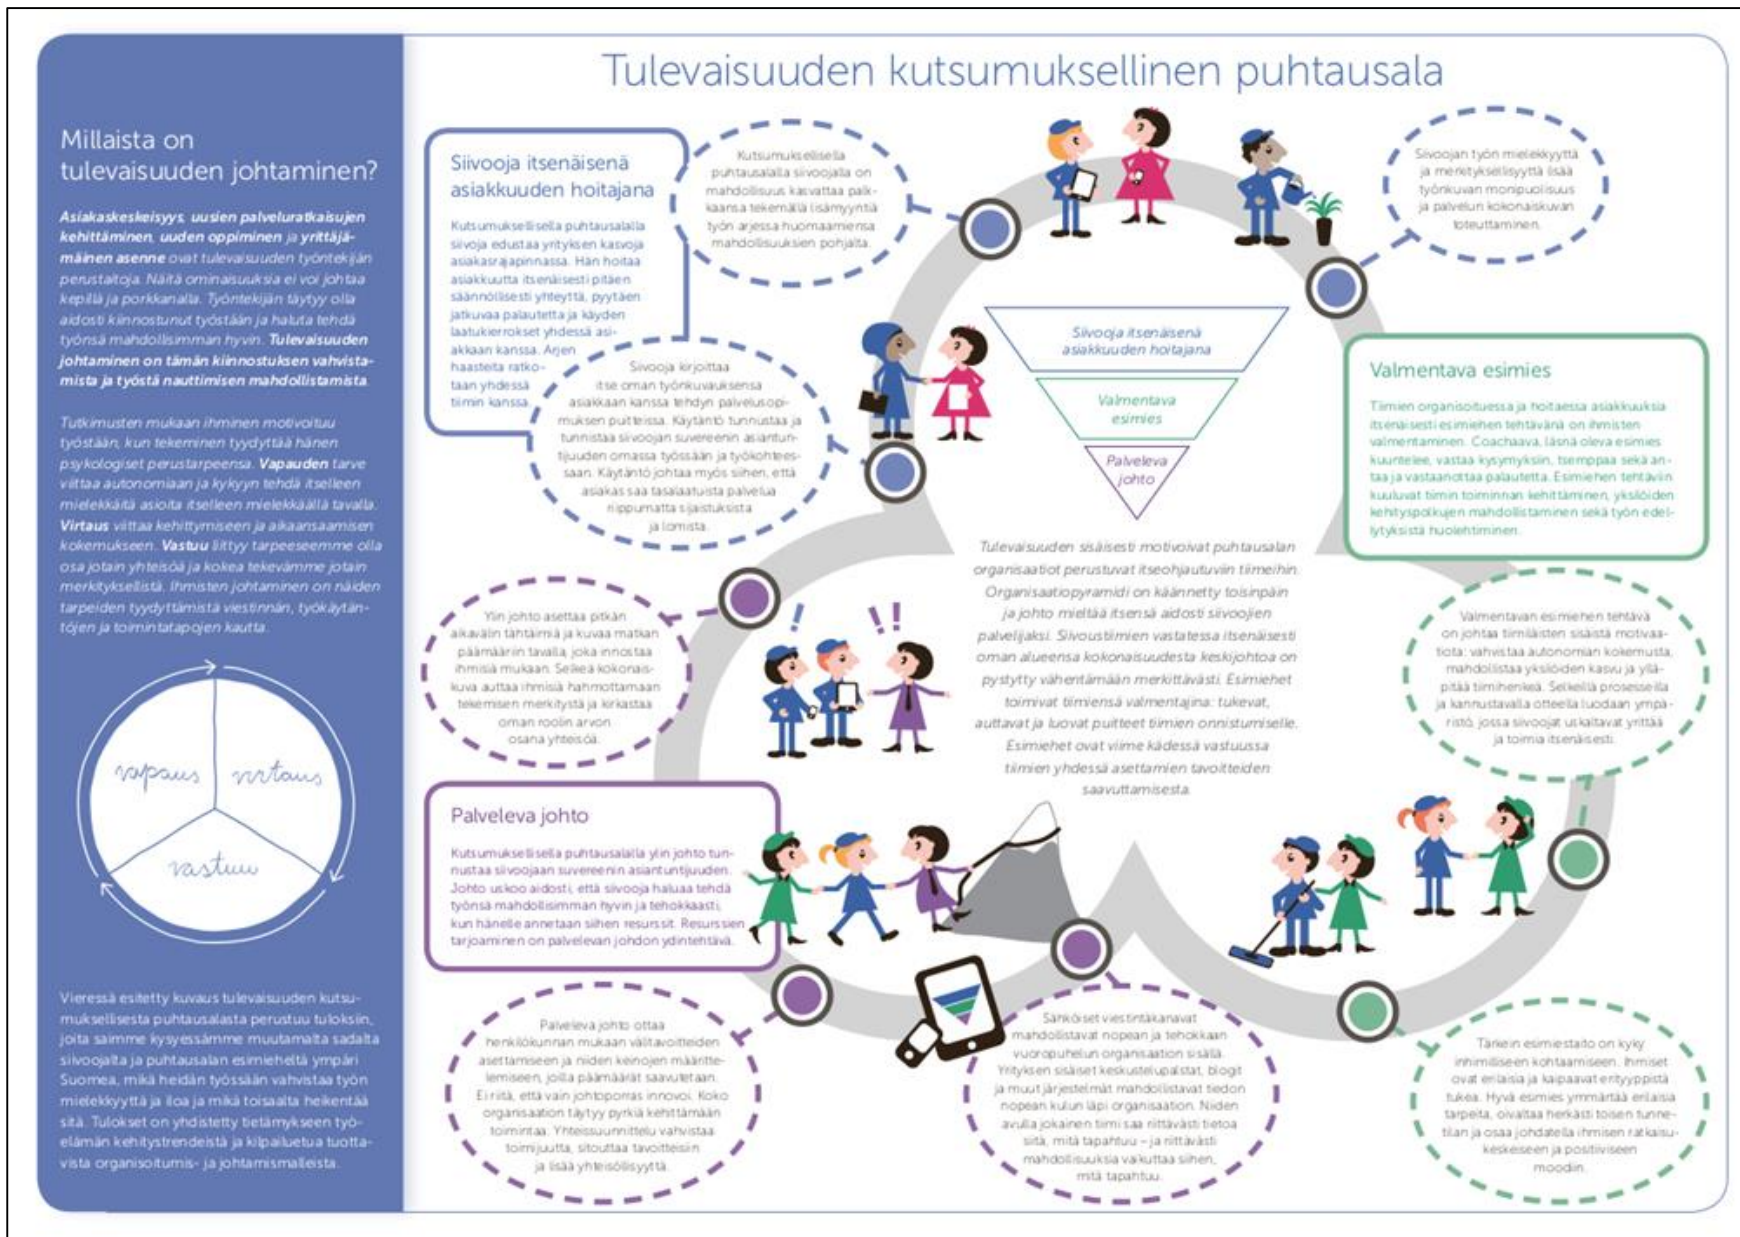 Tulevaisuuden kutsumuksellinen puhtausala
Millaista on
tulevaisuuden johtaminen?
Asiakaskeskeisyys, uusien palveluratkaisujen
kehittäminen, uuden oppiminen ja yrittäjä-
mäinen asenne ovat tulevaisuuden työntekijän
perustaitoja. Näitä ominaisuuksia ei voi johtaa
kepillä ja porkkanalla. Työntekijän täytyy olla
aidosti kiinnostunut työstään ja haluta tehdä
työnsä mahdollisimman hyvin. Tulevaisuuden
johtaminen on tämän kiinnostuksen vahvista-
mista ja työstä nauttimisen mahdollistamista.
Tutkimusten mukaan ihminen motivoituu
työstään, kun tekeminen tyydyttää hänen
psykologiset perustarpeensa. Vapauden tarve
viittaa autonomiaan ja kykyyn tehdä itselleen
mielekkäitä asioita itselleen mielekkäällä tavalla.
Virtaus viittaa kehittymiseen ja aikaansaamisen
kokemukseen. Vastuu liittyy tarpeeseemme olla
osa jotain yhteisöä ja kokea tekevämme jotain
merkityksellistä. Ihmisten johtaminen on näiden
tarpeiden tyydyttämistä viestinnän, työkäytän-
töjen ja toimintatapojen kautta.
vapaus
virtaus
vastuu
Vieressä esitetty kuvaus tulevaisuuden kutsu-
muksellisesta puhtausalasta perustuu tuloksiin,
joita saimme kysyessämme muutamalta sadalta
siivoojalta ja puhtausalan esimieheltä ympäri
Suomea, mikä heidän työssään vahvistaa työn
mielekkyyttä ja iloa ja mikä toisaalta heikentää
sitä. Tulokset on yhdistetty tietämykseen työ-
elämän kehitystrendeistä ja kilpailuetua tuotta-
vista organisoitumis- ja johtamismalleista.
Siivooja itsenäisenä
asiakkuuden hoitajana
Kutsumuksellisella puhtausalalla
siivoja edustaa yrityksen kasvoja
asiakasrajapinnassa. Hän hoitaa
asiakkuutta itsenäisesti pitäen
säännöllisesti yhteyttä, pyytäen
jatkuvaa palautetta ja käyden
laatukierrokset yhdessä asi-
akkaan kanssa. Arjen
haasteita ratko-
taan yhdessä
tiimin kanssa.
Kutsumuksellisella
puhtausalalla siivoojalla on
mahdollisuus kasvattaa palk-
kaansa tekemällä lisämyyntiä
työn arjessa huomaamiensa
mahdollisuuksien pohjalta.
Siivooja kirjoittaa
itse oman työnkuvauksensa
asiakkaan kanssa tehdyn palvelusopi-
muksen puitteissa. Käytäntö tunnustaa ja
tunnistaa siivoojan suvereenin asiantun-
tijuuden omassa työssään ja työkohtees-
saan. Käytäntö johtaa myös siihen, että
asiakas saa tasalaatuista palvelua
riippumatta sijaistuksista
ja lomista.
Siivoojan työn mielekkyyttä
ja merkityksellisyyttä lisää
työnkuvan monipuolisuus
ja palvelun kokonaiskuvan
toteuttaminen.
Siivooja itsenäisenä
asiakkuuden hoitajana
Valmentava
esimies
Palveleva
johto
Tulevaisuuden sisäisesti motivoivat puhtausalan
organisaatiot perustuvat itseohjautuviin tiimeihin.
Organisaatiopyramidi on käännetty toisinpäin
ja johto mieltää itsensä aidosti siivoojien
palvelijaksi. Siivoustiimien vastatessa itsenäisesti
oman alueensa kokonaisuudesta keskijohtoa on
pystytty vähentämään merkittävästi. Esimiehet
toimivat tiimiensä valmentajina: tukevat,
auttavat ja luovat puitteet tiimien onnistumiselle.
Esimiehet ovat viime kädessä vastuussa
tiimien yhdessä asettamien tavoitteiden
saavuttamisesta.
Valmentava esimies
Tiimien organisoituessa ja hoitaessa asiakkuuksia
itsenäisesti esimiehen tehtävänä on ihmisten
valmentaminen. Coachaava, läsnä oleva esimies
kuuntelee, vastaa kysymyksiin, tsemppaa sekä an-
taa ja vastaanottaa palautetta. Esimiehen tehtäviin
kuuluvat tiimin toiminnan kehittäminen, yksilöiden
kehityspolkujen mahdollistaminen sekä työn edel-
lytyksistä huolehtiminen.
Valmentavan esimiehen tehtävä
on johtaa tiimiläisten sisäistä motivaa-
tiota: vahvistaa autonomian kokemusta,
mahdollistaa yksilöiden kasvu ja yllä-
pitää tiimihenkeä. Selkeillä prosesseilla
ja kannustavalla otteella luodaan ympä-
ristö, jossa siivoojat uskaltavat yrittää
ja toimia itsenäisesti.
Ylin johto asettaa pitkän
aikavälin tähtäimiä ja kuvaa matkan
päämääriin tavalla, joka innostaa
ihmisiä mukaan. Selkeä kokonais-
kuva auttaa ihmisiä hahmottamaan
tekemisen merkitystä ja kirkastaa
oman roolin arvon
osana yhteisöä.
! !!
Palveleva johto
Kutsumuksellisella puhtausalalla ylin johto tun-
nustaa siivoojaan suvereenin asiantuntijuuden.
Johto uskoo aidosti, että siivooja haluaa tehdä
työnsä mahdollisimman hyvin ja tehokkaasti,
kun hänelle annetaan siihen resurssit. Resurssien
tarjoaminen on palvelevan johdon ydintehtävä.
Palveleva johto ottaa
henkilökunnan mukaan välitavoitteiden
asettamiseen ja niiden keinojen määritte-
lemiseen, joilla päämäärät saavutetaan.
Ei riitä, että vain johtoporras innovoi. Koko
organisaation täytyy pyrkiä kehittämään
toimintaa. Yhteissuunnittelu vahvistaa
toimijuutta, sitouttaa tavoitteisiin
ja lisää yhteisöllisyyttä.
Sähköiset viestintäkanavat
mahdollistavat nopean ja tehokkaan
vuoropuhelun organisaation sisällä.
Yrityksen sisäiset keskustelupalstat, blogit
ja muut järjestelmät mahdollistavat tiedon
nopean kulun läpi organisaation. Niiden
avulla jokainen tiimi saa riittävästi tietoa
siitä, mitä tapahtuu – ja riittävästi
mahdollisuuksia vaikuttaa siihen,
mitä tapahtuu.
Tärkein esimiestaito on kyky
inhimilliseen kohtaamiseen. Ihmiset
ovat erilaisia ja kaipaavat erityyppistä
tukea. Hyvä esimies ymmärtää erilaisia
tarpeita, oivaltaa herkästi toisen tunne-
tilan ja osaa johdatella ihmisen ratkaisu-
keskeiseen ja positiiviseen
moodiin.